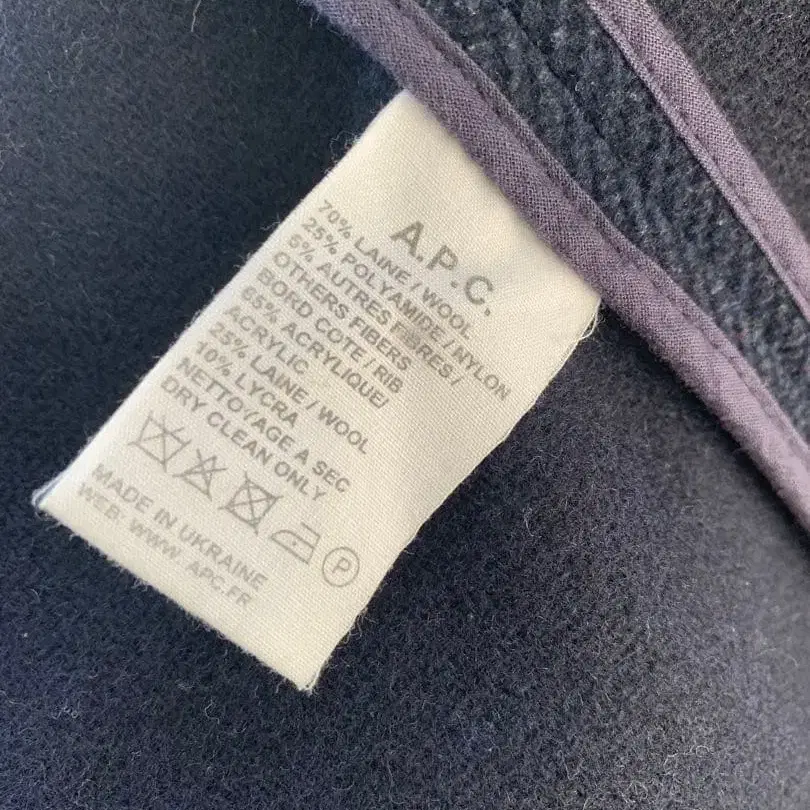 A.P.C.
70% LAINE / WOOL
25% POLYAMIDE / NYLON
5% AUTRES FIBRES /
OTHERS FIBERS
BORD COTE / RIB
65% ACRYLIQUE/
ACRYLIC
25% LAINE / WOOL
10% LYCRA
NETTOYAGE A SEC
DRY CLEAN ONLY
P
MADE IN UKRAINE
WEB: WWW. APC.FR